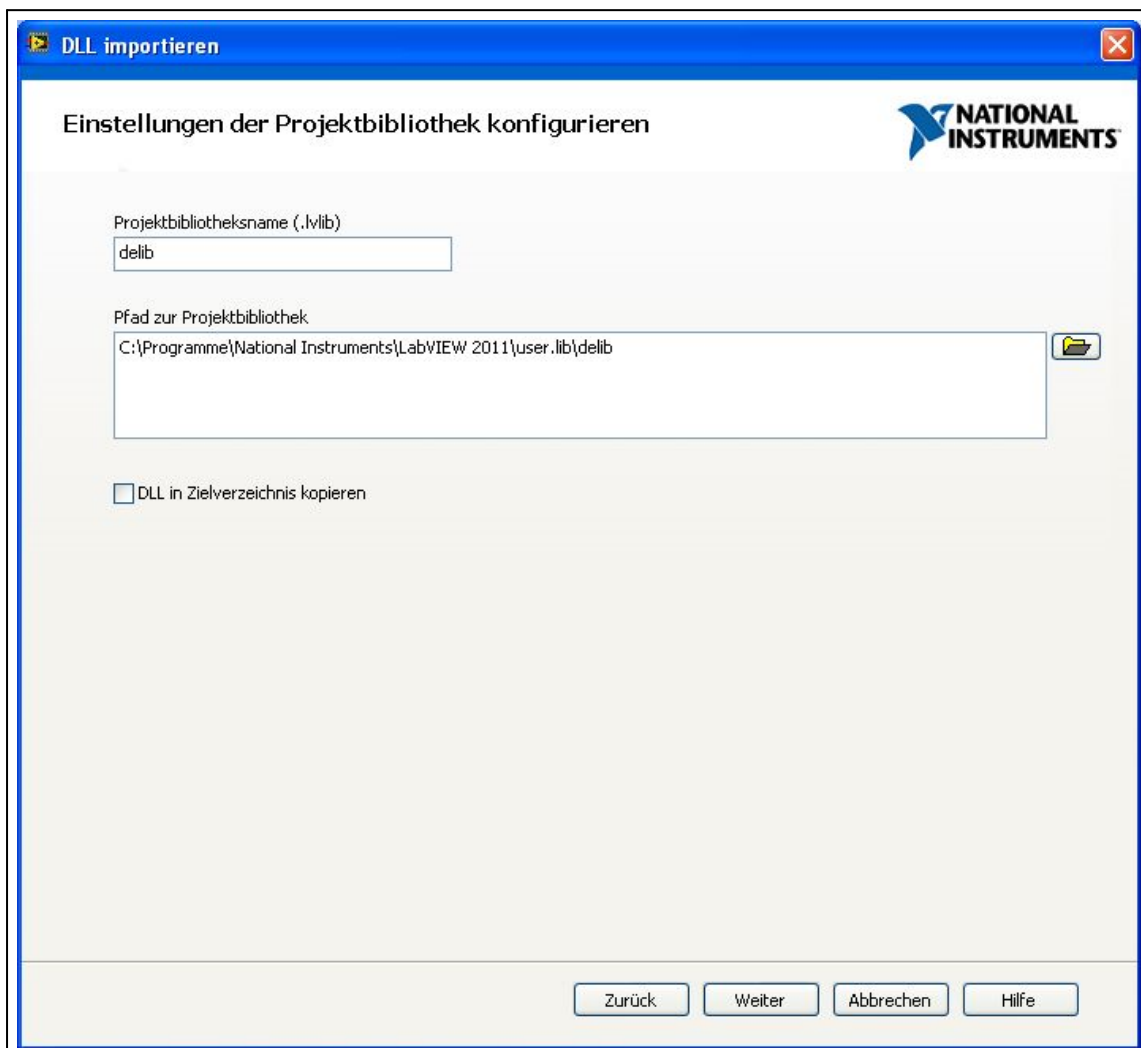 DLL importieren
Einstellungen der Projektbibliothek konfigurieren
NATIONAL
INSTRUMENTS
Projektbibliotheksname (.lvlib)
delib
Pfad zur Projektbibliothek
C:\Programme\National Instruments\LabVIEW 2011\user.lib\delib
DLL in Zielverzeichnis kopieren
Zurück
Weiter
Abbrechen
Hilfe